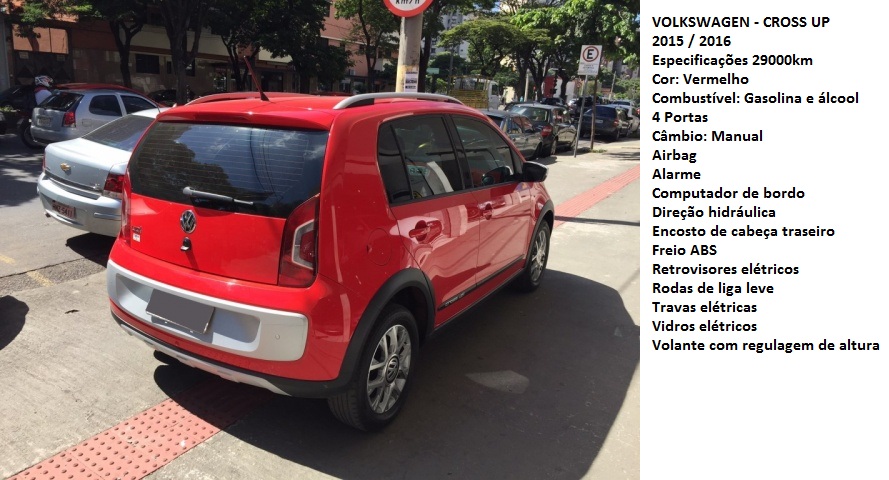 km/h
E
VOLKSWAGEN - CROSS UP
2015 / 2016
Especificações 29000km
Cor: Vermelho
Combustível: Gasolina e álcool
4 Portas
Câmbio: Manual
Airbag
Alarme
Computador de bordo
Direção hidráulica
Encosto de cabeça traseiro
Freio ABS
Retrovisores elétricos
Rodas de liga leve
Travas elétricas
Vidros elétricos
Volante com regulagem de altura